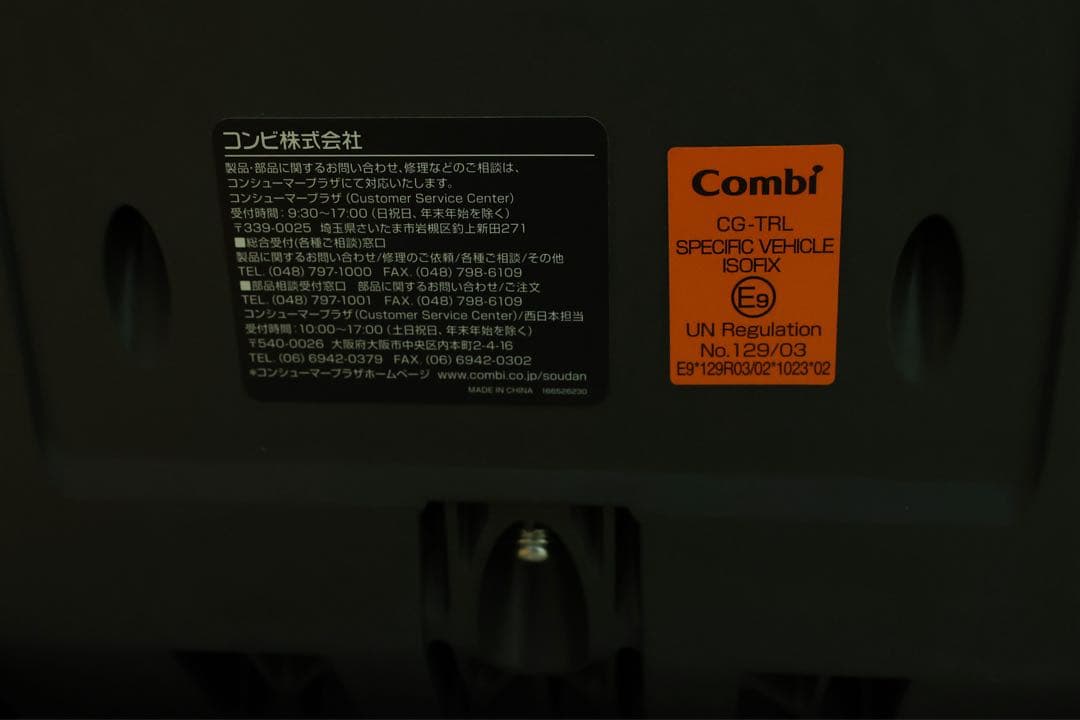 コンビ株式会社
製品・部品に関するお問い合わせ、修理などのご相談は、
コンシューマープラザにて対応いたします。
コンシューマープラザ (Customer Service Center)
受付時間：9:30～17:00 (日祝日、年末年始を除く)
〒339-0025 埼玉県さいたま市岩槻区釣上新田271
■総合受付(各種ご相談)窓口
製品に関するお問い合わせ/修理のご依頼/各種ご相談/その他
TEL. (048) 797-1000 FAX. (048) 798-6109
■部品相談受付窓口 部品に関するお問い合わせ/ご注文
TEL. (048) 797-1001 FAX. (048) 798-6109
コンシューマープラザ(Customer Service Center)/西日本担当
受付時間：10:00～17:00 (土日祝日、年末年始を除く)
〒540-0026 大阪府大阪市中央区内本町2-4-16
TEL. (06) 6942-0379 FAX. (06) 6942-0302
*コンシューマープラザホームページ www.combi.co.jp/soudan
MADE IN CHINA 166526230
Combi
CG-TRL
SPECIFIC VEHICLE
ISOFIX
E9
UN Regulation
No.129/03
E9*129R03/02*1023*02